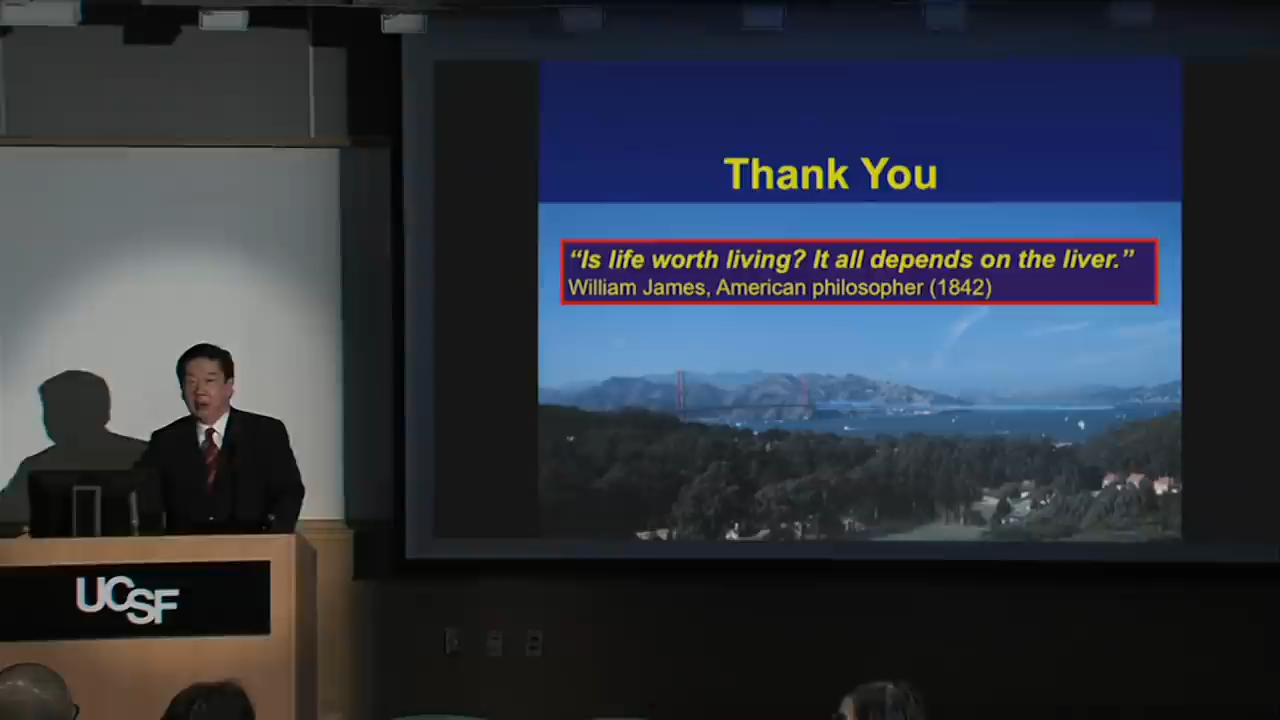 Thank You
“Is life worth living? It all depends on the liver.”
William James, American philosopher (1842)
UCSF